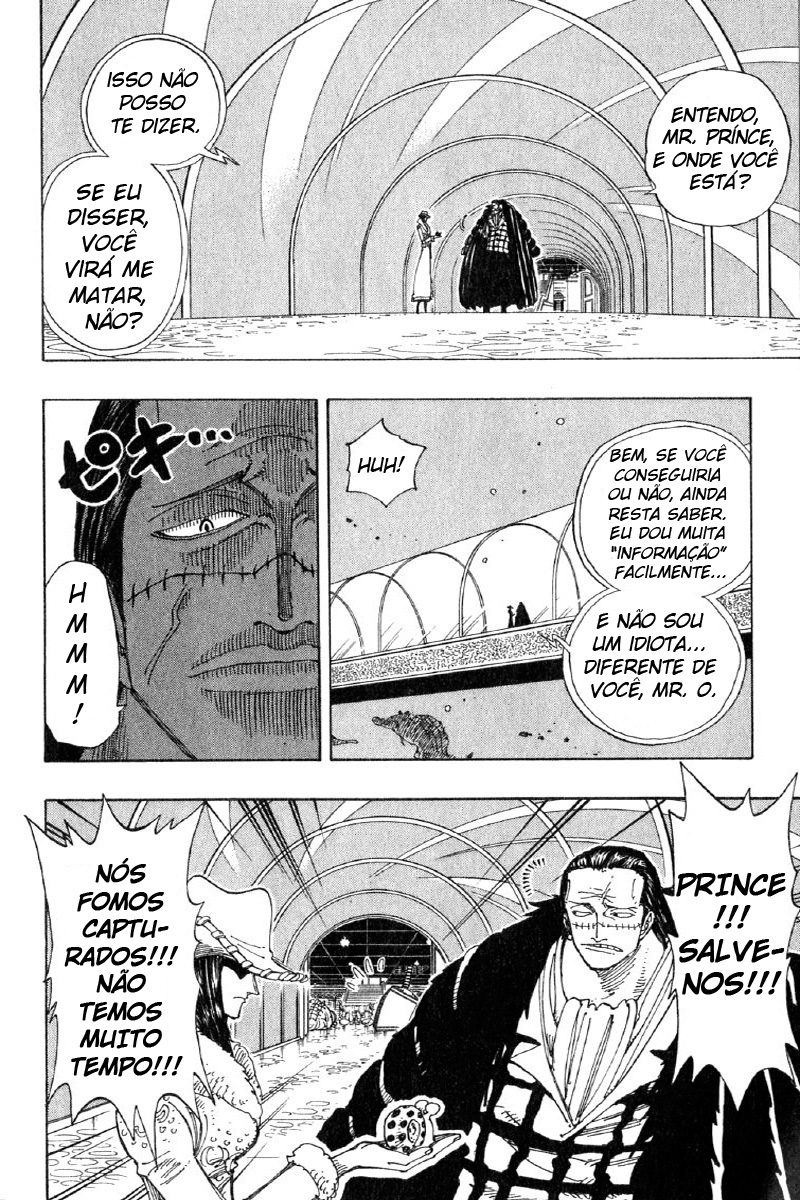 ENTENDO,
MR. PRÍNCE,
E ONDE VOCÊ
ESTÁ?
ISSO NÃO
POSSO
TE DIZER.
SE EU
DISSER,
VOCÊ
VIRÁ ME
MATAR,
NÃO?
BEM, SE VOCÊ
CONSEGUIRIA
OU NÃO, AINDA
RESTA SABER.
EU DOU MUITA
"INFORMAÇÃO"
FACILMENTE...
E NÃO SOU
UM IDIOTA...
DIFERENTE DE
VOCÊ, MR. O.
HUH!
ピキ...
HMMM!
PRINCE
!!!
SALVE-
NOS!!!
NÓS
FOMOS
CAPTU-
RADOS!!!
NÃO
TEMOS
MUITO
TEMPO!!!